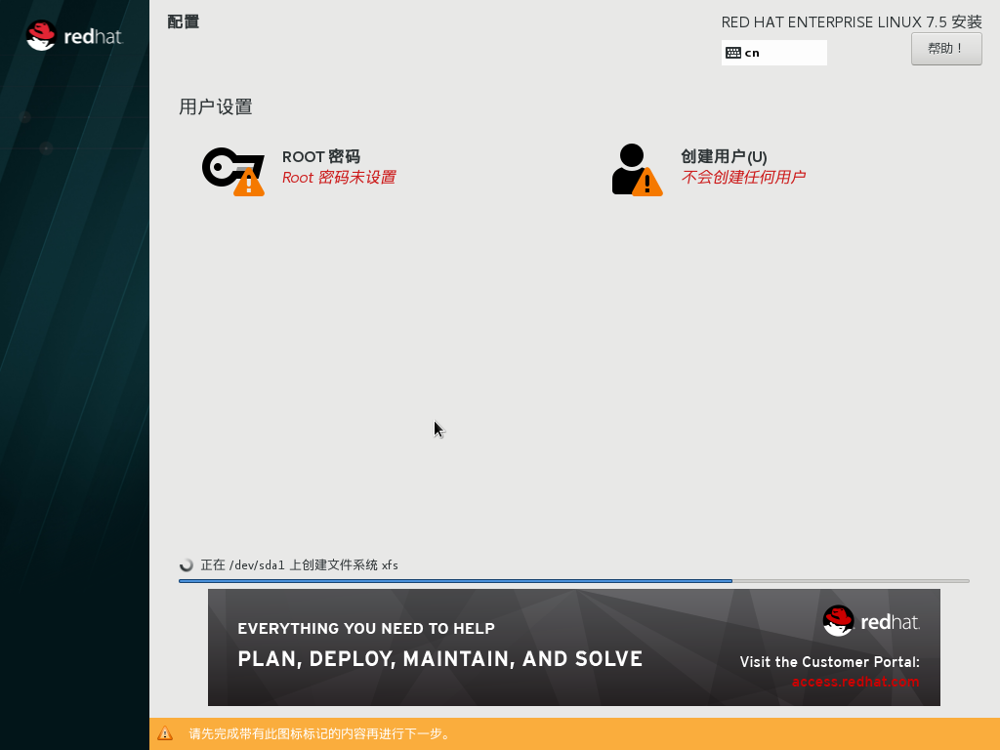 redhat.
配置
RED HAT ENTERPRISE LINUX 7.5 安装
cn
帮助！
用户设置
ROOT 密码
Root 密码未设置
创建用户(U)
不会创建任何用户
正在 /dev/sda1 上创建文件系统 xfs
EVERYTHING YOU NEED TO HELP
PLAN, DEPLOY, MAINTAIN, AND SOLVE
redhat.
Visit the Customer Portal:
access.redhat.com
请先完成带有此图标标记的内容再进行下一步。